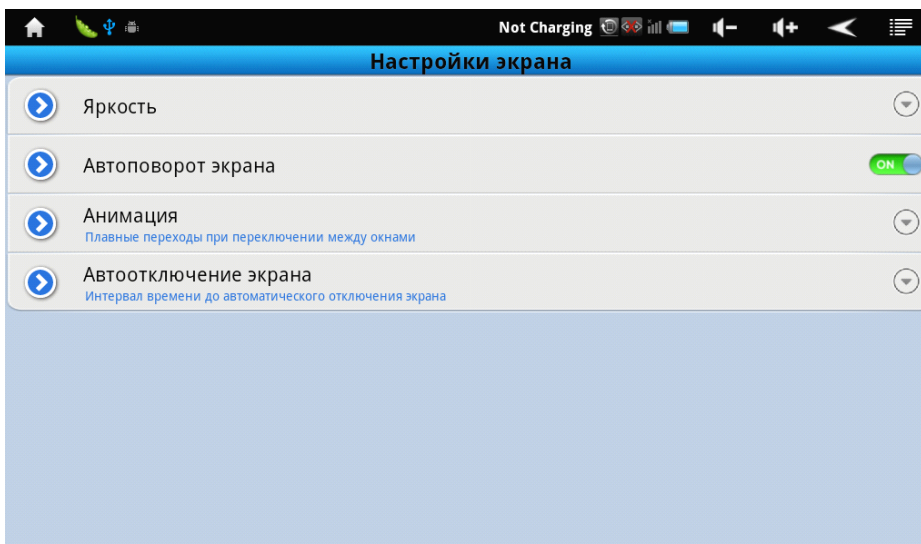 Not Charging
Настройки экрана
Яркость
Автоповорот экрана
ON
Анимация
Плавные переходы при переключении между окнами
Автоотключение экрана
Интервал времени до автоматического отключения экрана